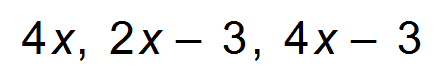 4x, 2x – 3, 4x – 3